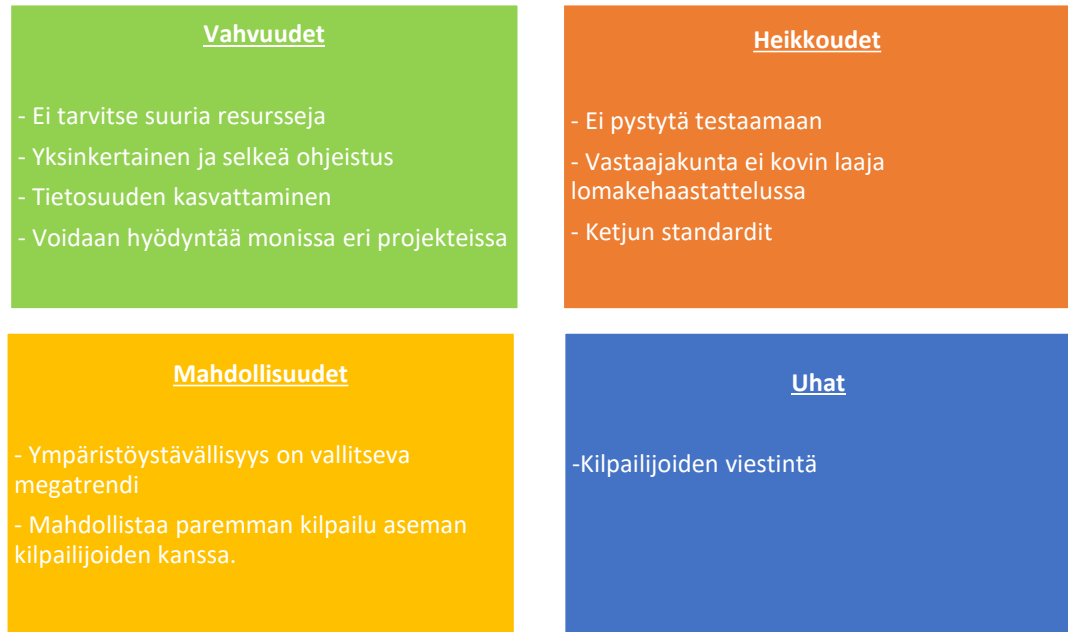 Vahvuudet
- Ei tarvitse suuria resursseja
- Yksinkertainen ja selkeä ohjeistus
- Tietosuuden kasvattaminen
- Voidaan hyödyntää monissa eri projekteissa
Heikkoudet
- Ei pystytä testaamaan
- Vastaajakunta ei kovin laaja
lomakehaastattelussa
- Ketjun standardit
Mahdollisuudet
- Ympäristöystävällisyys on vallitseva
megatrendi
- Mahdollistaa paremman kilpailu aseman
kilpailijoiden kanssa.
Uhat
-Kilpailijoiden viestintä